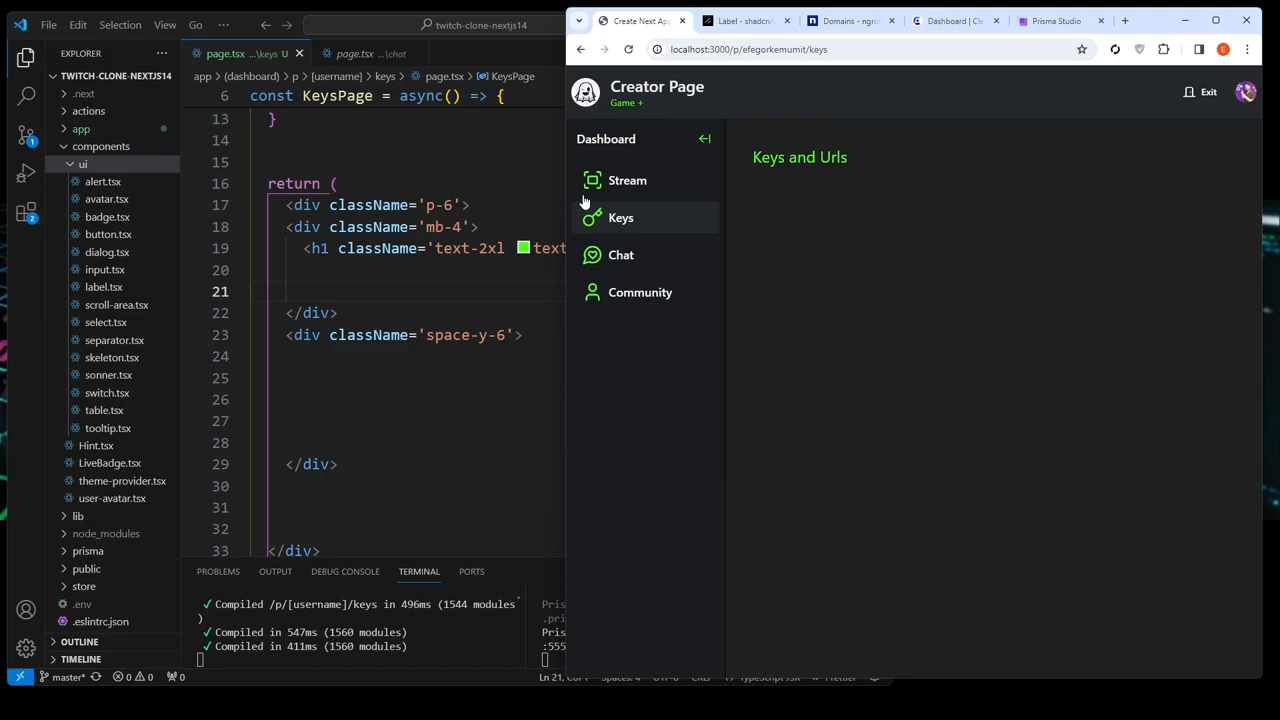 File Edit Selection View Go ···
twitch-clone-nextjs14
EXPLORER ···
TWITCH-CLONE-NEXTJS14
.next
actions
app
components
ui
alert.tsx
avatar.tsx
badge.tsx
button.tsx
dialog.tsx
input.tsx
label.tsx
scroll-area.tsx
select.tsx
separator.tsx
skeleton.tsx
sonner.tsx
switch.tsx
table.tsx
tooltip.tsx
Hint.tsx
LiveBadge.tsx
theme-provider.tsx
user-avatar.tsx
lib
node_modules
prisma
public
store
.env
.eslintrc.json
OUTLINE
TIMELINE
page.tsx ...\keys U
page.tsx ...\chat
app > (dashboard) > p > [username] > keys > page.tsx > KeysPage
6 const KeysPage = async() => {
13 }
14
15
16 return (
17 <div className='p-6'>
18 <div className='mb-4'>
19 <h1 className='text-2xl text
20
21
22 </div>
23 <div className='space-y-6'>
24
25
26
27
28
29 </div>
30
31
32
33 </div>
PROBLEMS OUTPUT DEBUG CONSOLE TERMINAL PORTS
✓ Compiled /p/[username]/keys in 496ms (1544 modules
)
✓ Compiled in 547ms (1560 modules)
✓ Compiled in 411ms (1560 modules)
Pris
.pri
Pris
:555
master* 0 0 0
Create Next App
Label - shadcn/
Domains - ngro
Dashboard | Cle
Prisma Studio
localhost:3000/p/efegorkemumit/keys
E
Creator Page
Game +
Exit
Dashboard
Stream
Keys
Chat
Community
Keys and Urls